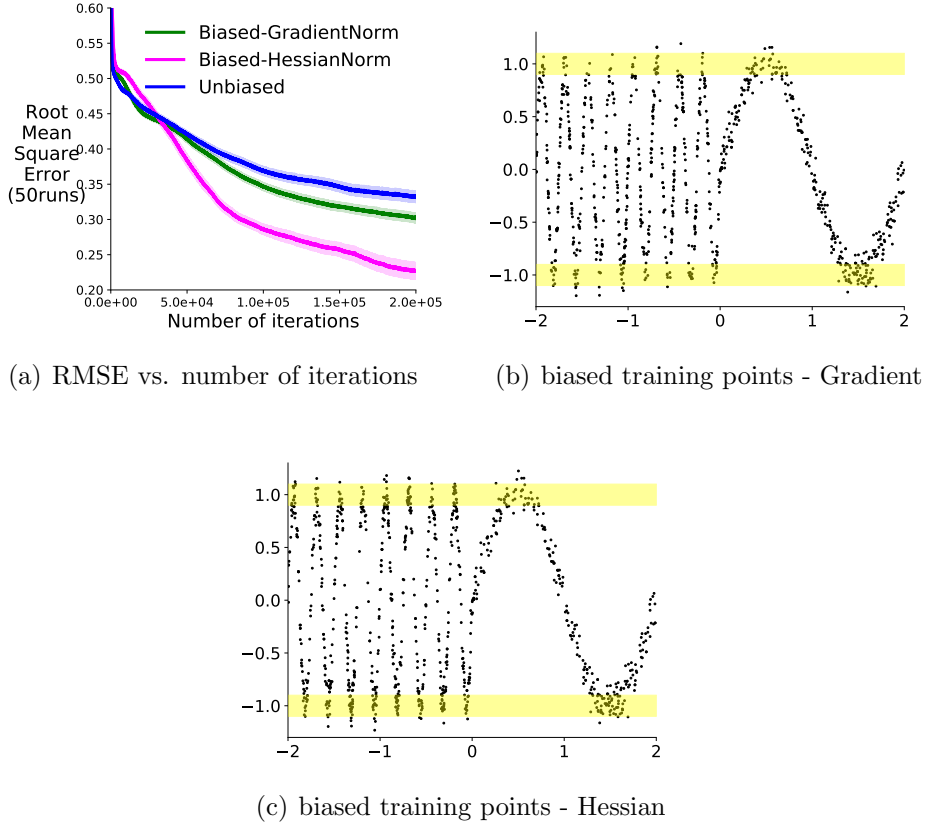 0.60
0.50
0.45
0.40
0.35
0.30
0.25
0.20
Root
Mean
Square
Error
(50runs)
Biased-GradientNorm
Biased-HessianNorm
Unbiased
0.0e+00 5.0e+04 1.0e+05 1.5e+05 2.0e+05
Number of iterations
1.0
0.5
0.0
−0.5
−1.0
−2 −1 0 1 2
(a) RMSE vs. number of iterations
(b) biased training points - Gradient
1.0
0.5
0.0
−0.5
−1.0
−2 −1 0 1 2
(c) biased training points - Hessian